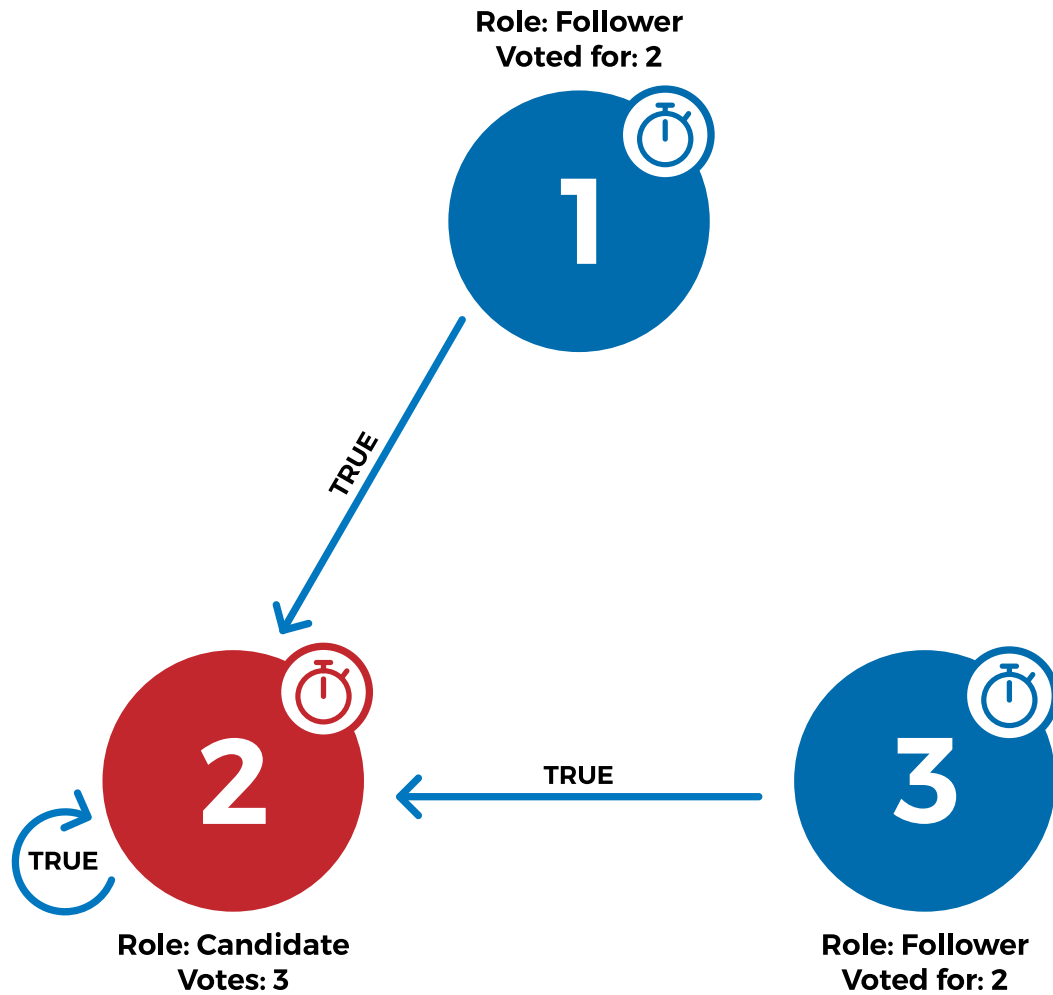 Role: Follower
Voted for: 2
1
TRUE
2
TRUE
3
TRUE
Role: Candidate
Votes: 3
Role: Follower
Voted for: 2